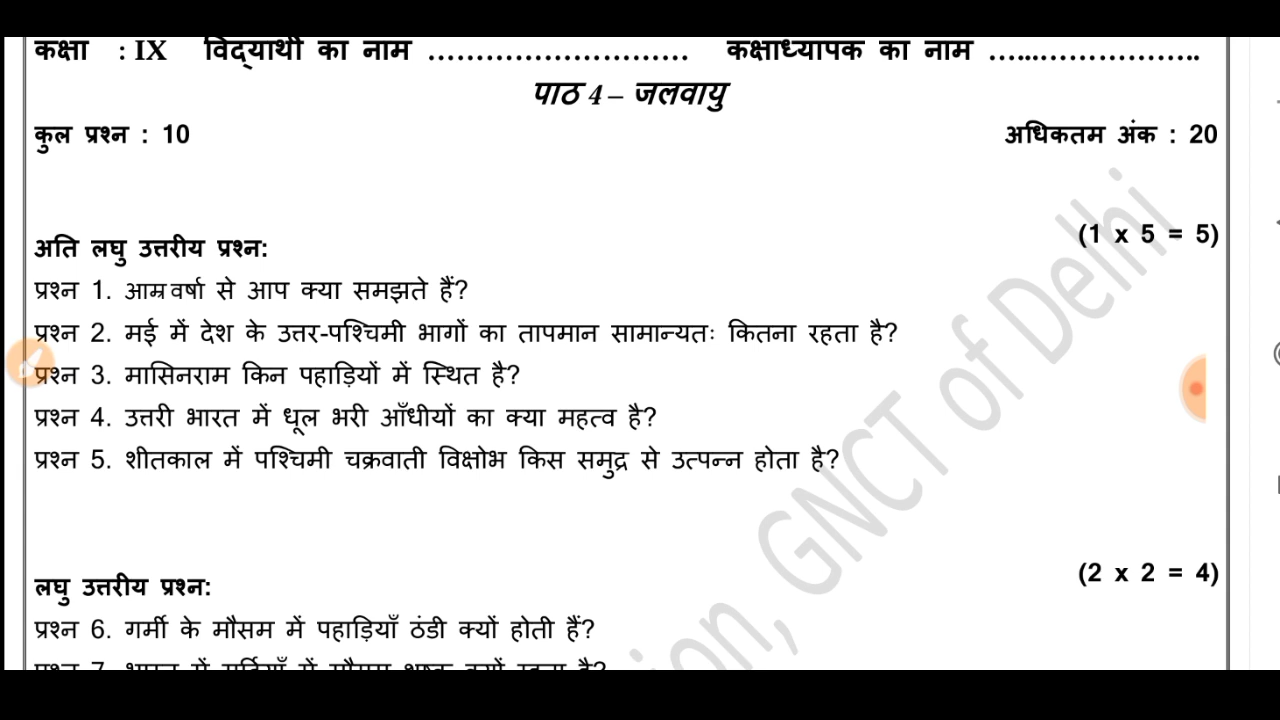 कक्षा : IX विद्यार्थी का नाम ........................... कक्षाध्यापक का नाम ......................
पाठ 4 – जलवायु
कुल प्रश्न : 10 अधिकतम अंक : 20
(1 x 5 = 5)
अति लघु उत्तरीय प्रश्न:
प्रश्न 1. आम्र वर्षा से आप क्या समझते हैं?
प्रश्न 2. मई में देश के उत्तर-पश्चिमी भागों का तापमान सामान्यतः कितना रहता है?
प्रश्न 3. मासिनराम किन पहाड़ियों में स्थित है?
प्रश्न 4. उत्तरी भारत में धूल भरी आँधीयों का क्या महत्व है?
प्रश्न 5. शीतकाल में पश्चिमी चक्रवाती विक्षोभ किस समुद्र से उत्पन्न होता है?
(2 x 2 = 4)
लघु उत्तरीय प्रश्न:
प्रश्न 6. गर्मी के मौसम में पहाड़ियाँ ठंडी क्यों होती हैं?
GNCT of Delhi